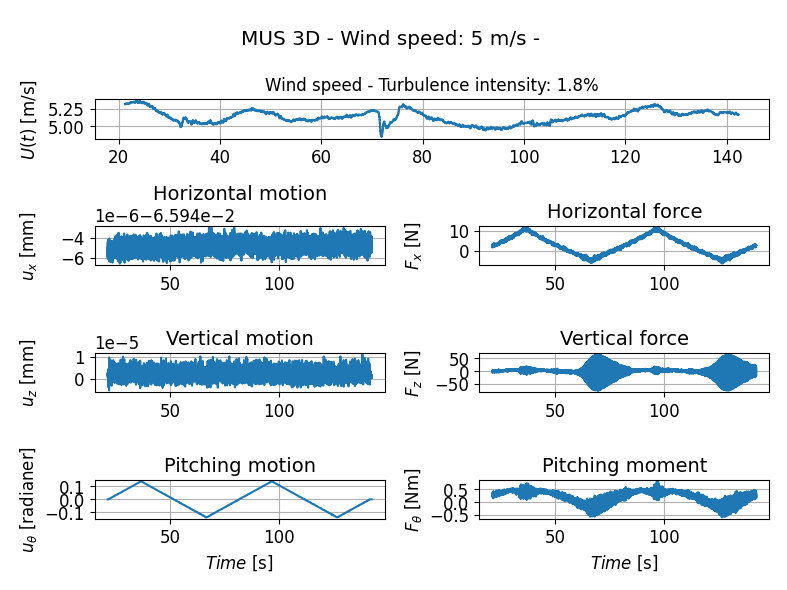 MUS 3D - Wind speed: 5 m/s -
Wind speed - Turbulence intensity: 1.8%
U(t) [m/s]
5.25
5.00
20 40 60 80 100 120 140
Horizontal motion
1e−6−6.594e−2
u_x [mm]
−4
−6
50 100
Horizontal force
F_x [N]
10
0
50 100
Vertical motion
1e−5
u_z [mm]
1
0
50 100
Vertical force
F_z [N]
50
0
−50
50 100
Pitching motion
u_θ [radianer]
0.1
0.0
−0.1
50 100
Time [s]
Pitching moment
F_θ [Nm]
0.5
0.0
−0.5
50 100
Time [s]